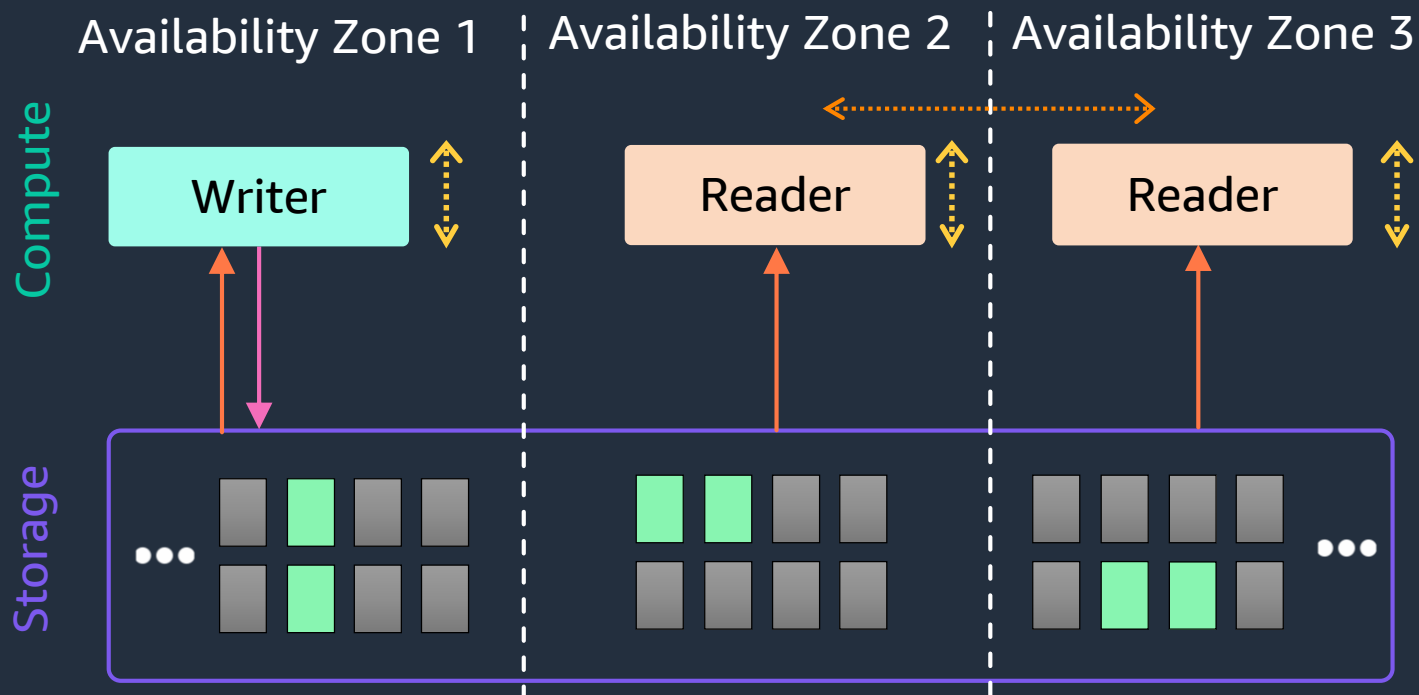 Availability Zone 1
Availability Zone 2
Availability Zone 3
Compute
Writer
Reader
Reader
Storage